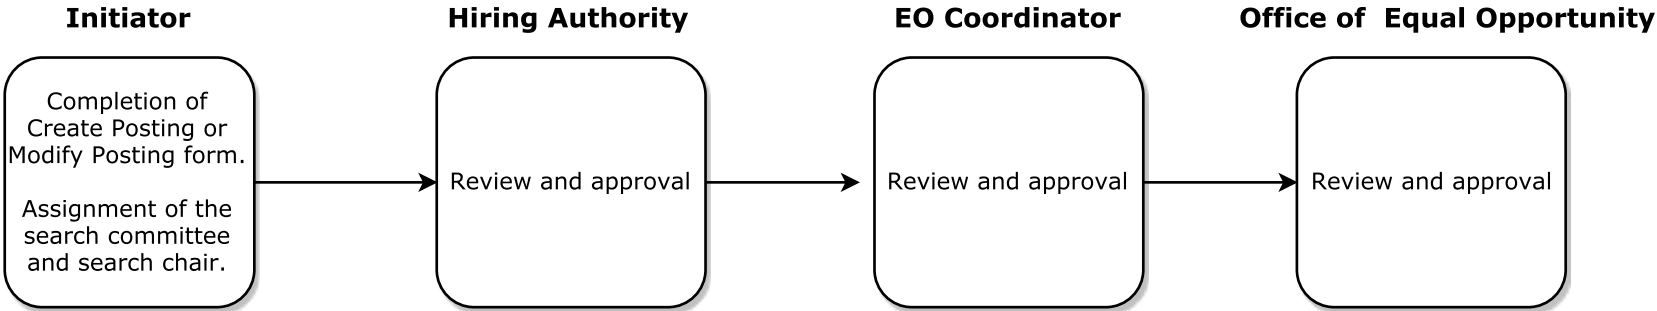 Initiator
Hiring Authority
EO Coordinator
Office of  Equal Opportunity
Completion of
Create Posting or
Modify Posting form.
Assignment of the
search committee
and search chair.
Review and approval
Review and approval
Review and approval